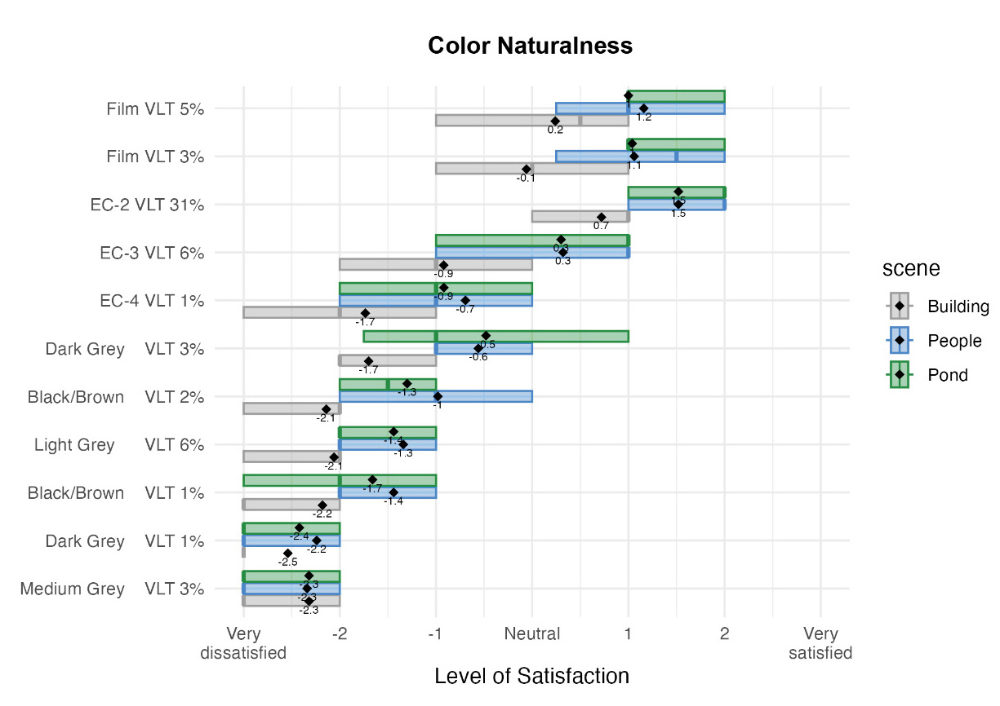 Color Naturalness
Film VLT 5%
1
1.2
0.2
Film VLT 3%
1
1.1
-0.1
EC-2 VLT 31%
1.5
1.5
0.7
EC-3 VLT 6%
0.3
0.3
-0.9
EC-4 VLT 1%
-0.9
-0.7
-1.7
Dark Grey VLT 3%
-0.5
-0.6
-1.7
Black/Brown VLT 2%
-1.3
-1
-2.1
Light Grey VLT 6%
-1.4
-1.3
-2.1
Black/Brown VLT 1%
-1.7
-1.4
-2.2
Dark Grey VLT 1%
-2.4
-2.2
-2.5
Medium Grey VLT 3%
-2.3
-2.3
-2.3
Very dissatisfied
-2
-1
Neutral
1
2
Very satisfied
Level of Satisfaction
scene
Building
People
Pond